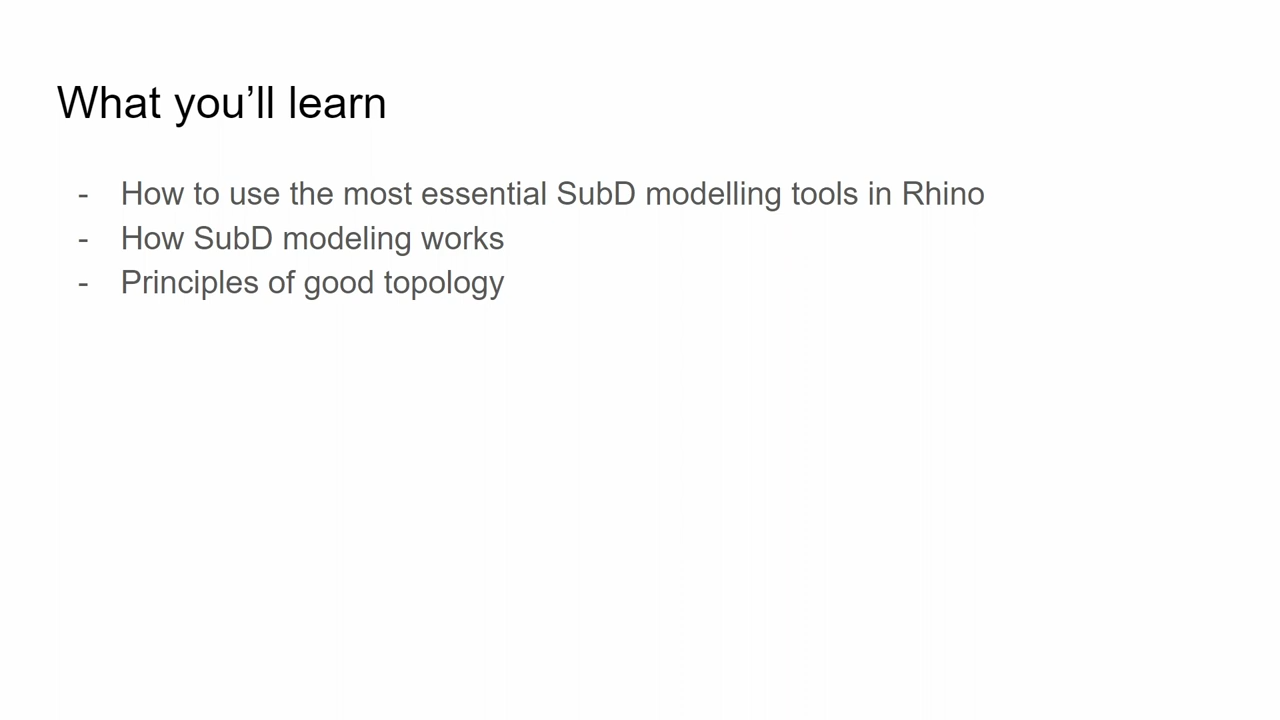 What you’ll learn
- How to use the most essential SubD modelling tools in Rhino
- How SubD modeling works
- Principles of good topology